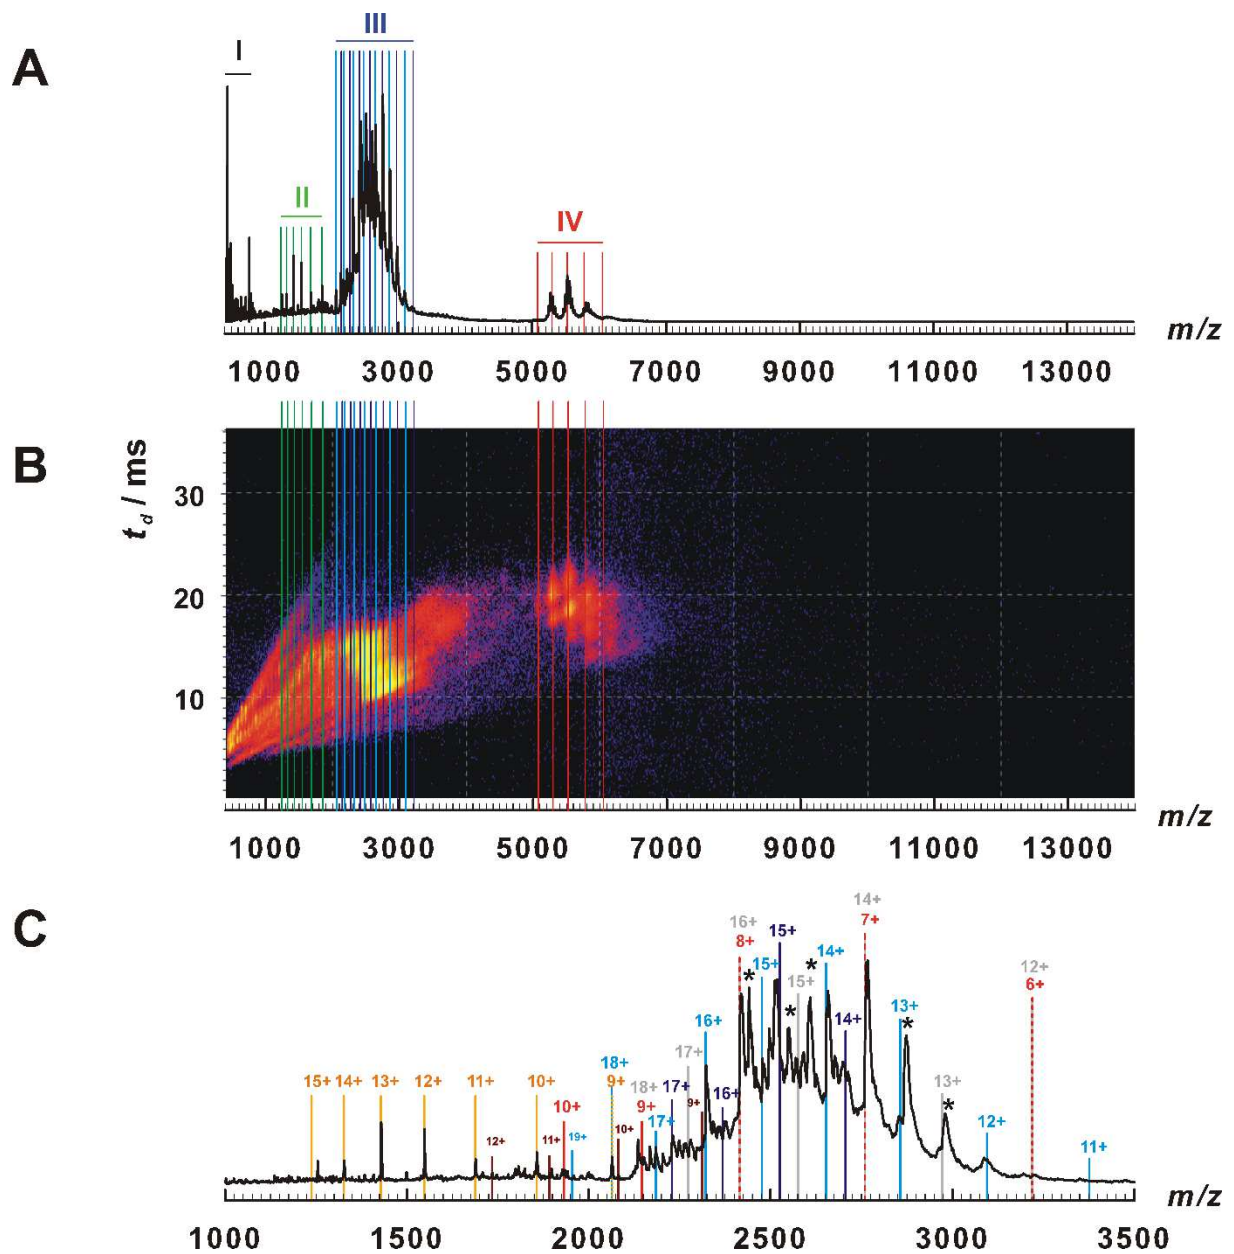 A
I
II
III
IV
m/z
1000 3000 5000 7000 9000 11000 13000
B
t_d / ms
30
20
10
m/z
1000 3000 5000 7000 9000 11000 13000
C
14+
7+
16+
8+
15+
*
*
14+
15+
15+
*
12+
6+
16+
13+
*
14+
17+
18+
15+ 14+ 13+ 12+ 11+ 10+ 9+
18+
9+
17+
9+
16+
13+
*
10+
17+
12+
12+
11+
19+
10+
11+
m/z
1000 1500 2000 2500 3000 3500